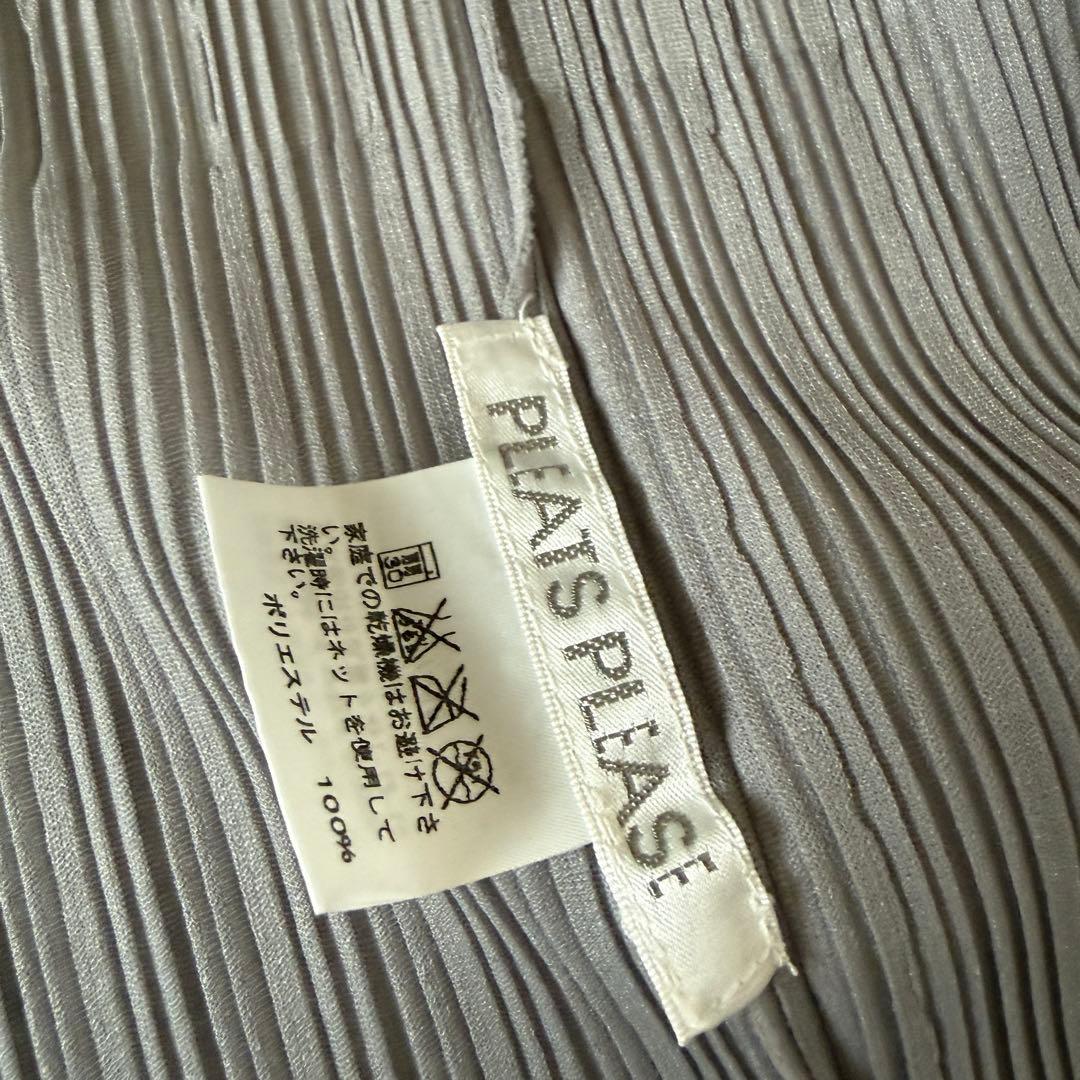 PLEATS PLEASE
家庭での乾燥機はお避け下さ
い。
洗濯時にはネットを使用して
下さい。
ポリエステル 100%